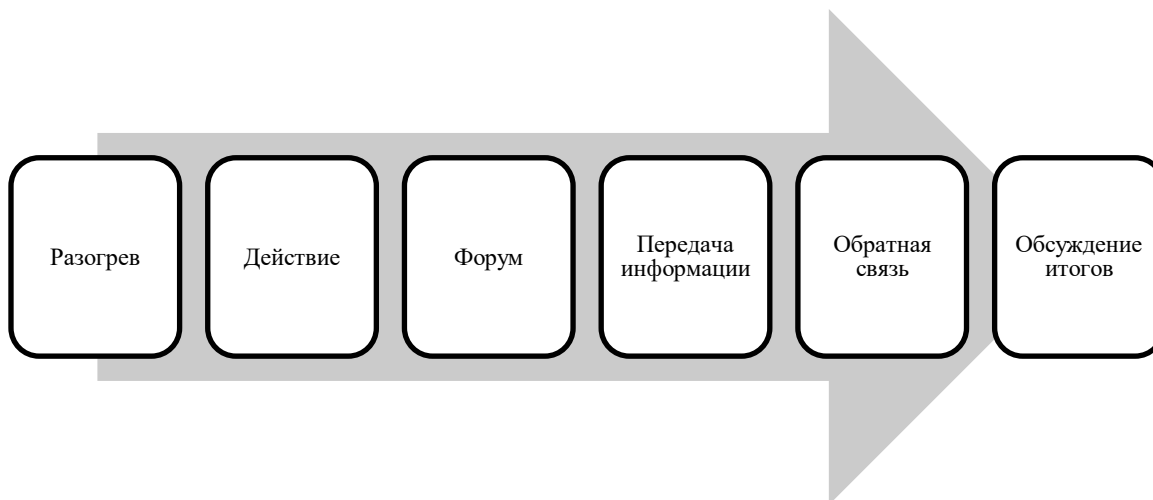 Разогрев
Действие
Форум
Передача
информации
Обратная
связь
Обсуждение
итогов